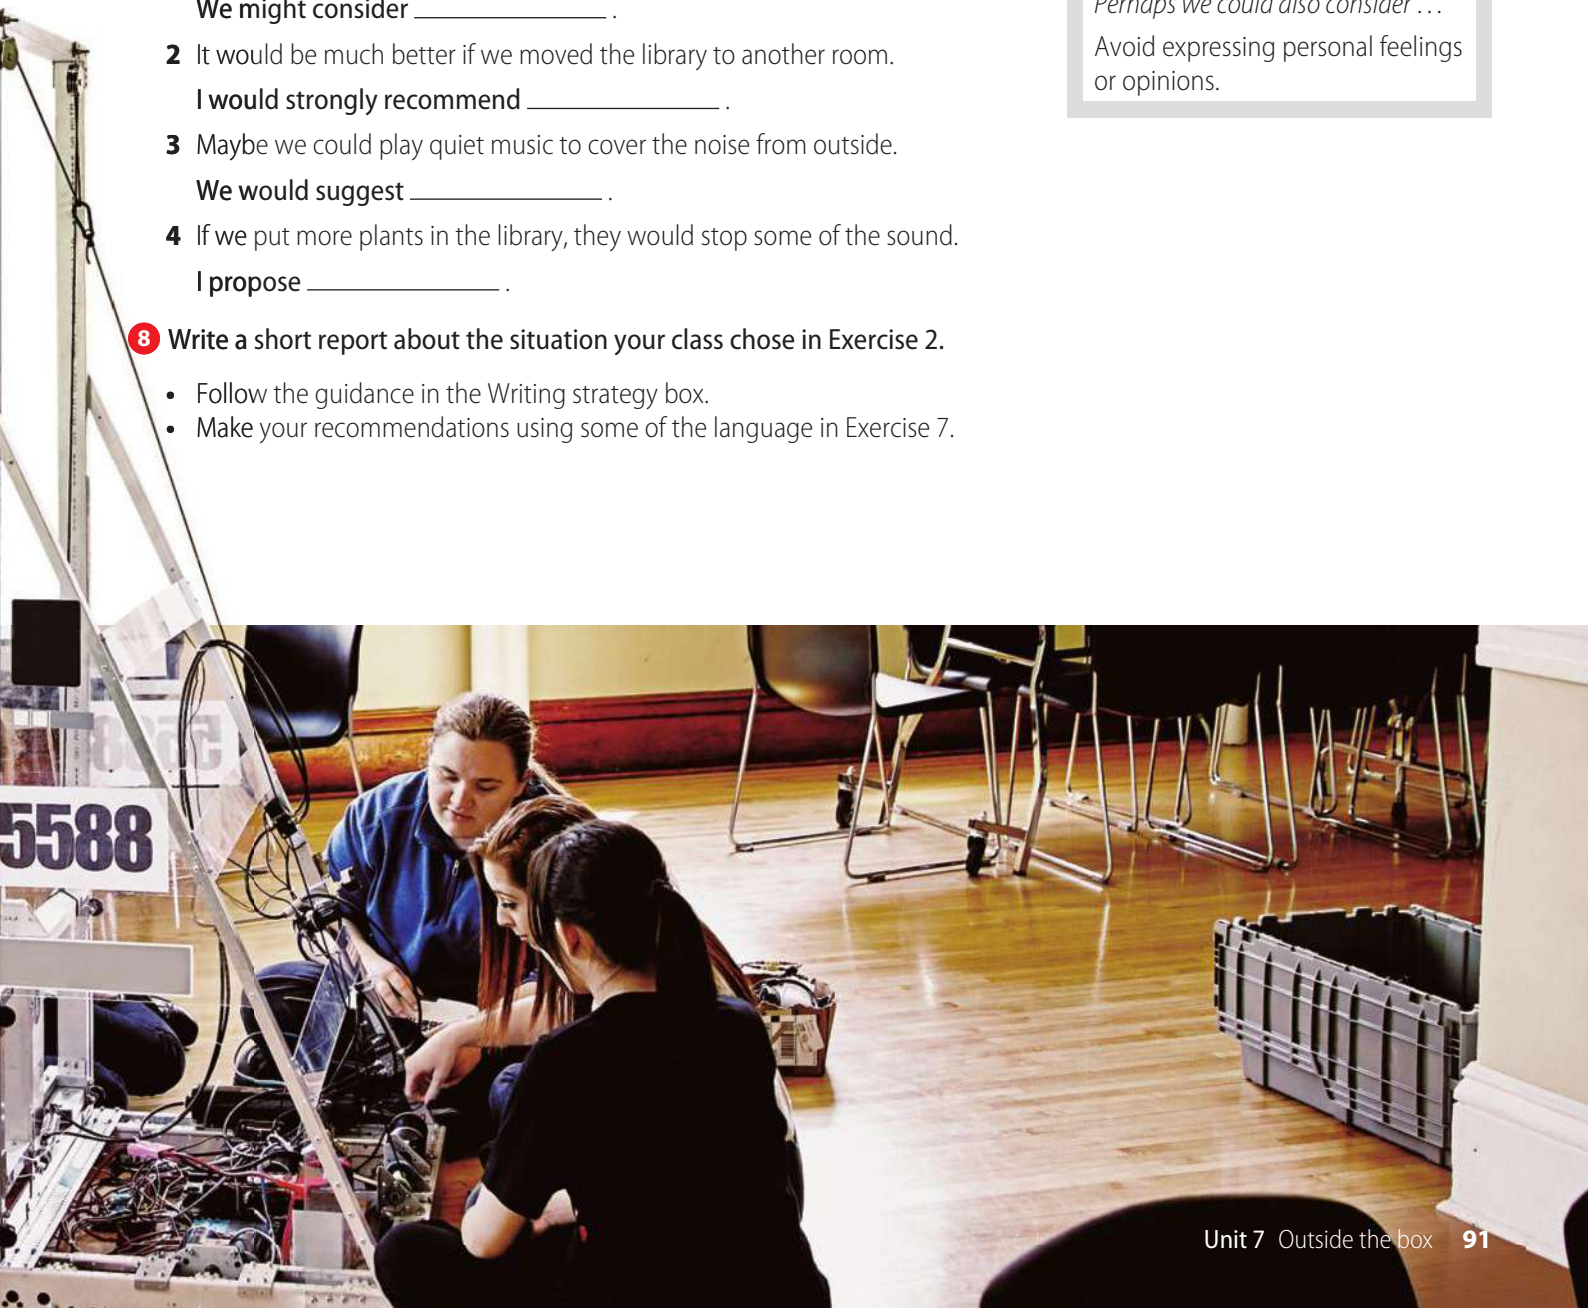 We might consider ________________ .
2 It would be much better if we moved the library to another room.
I would strongly recommend ________________ .
3 Maybe we could play quiet music to cover the noise from outside.
We would suggest ________________ .
4 If we put more plants in the library, they would stop some of the sound.
I propose ________________ .
8 Write a short report about the situation your class chose in Exercise 2.
• Follow the guidance in the Writing strategy box.
• Make your recommendations using some of the language in Exercise 7.
Perhaps we could also consider . . .
Avoid expressing personal feelings
or opinions.
5588
5588
Unit 7 Outside the box 91